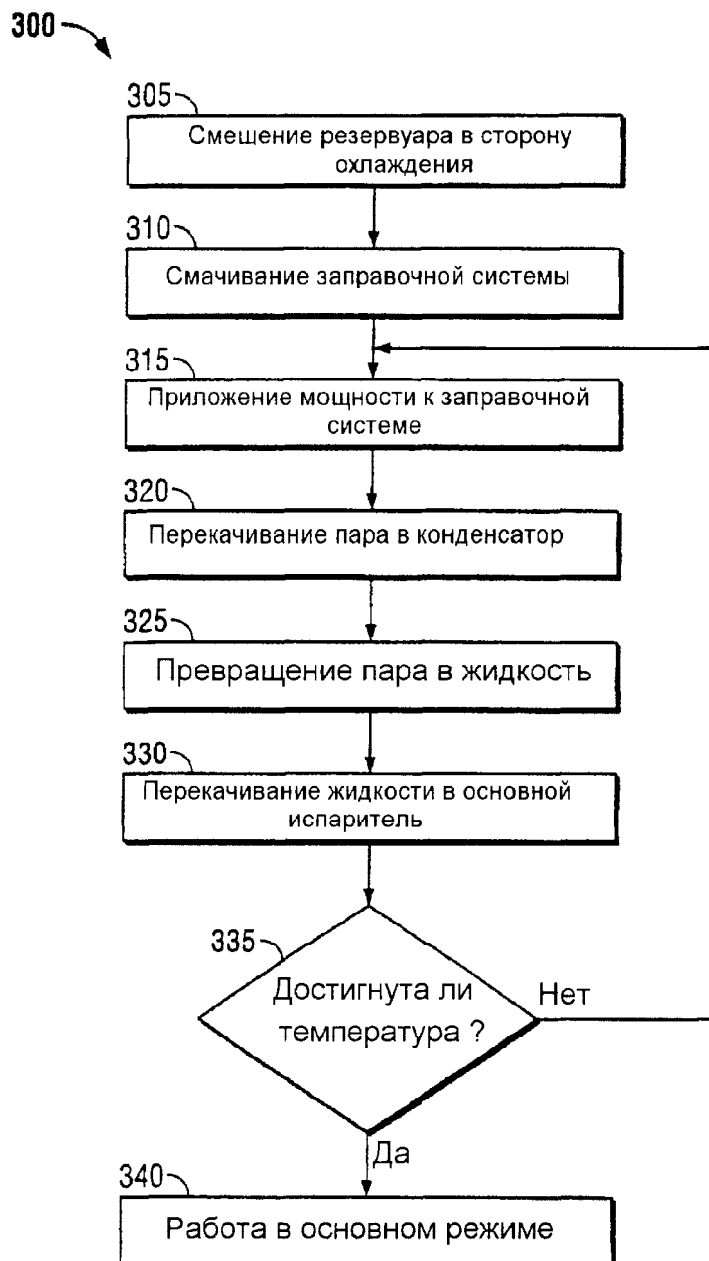 300
305
Смешение резервуара в сторону
охлаждения
310
Смачивание заправочной системы
315
Приложение мощности к заправочной
системе
320
Перекачивание пара в конденсатор
325
Превращение пара в жидкость
330
Перекачивание жидкости в основной
испаритель
335
Достигнута ли
температура ?
Нет
Да
340
Работа в основном режиме